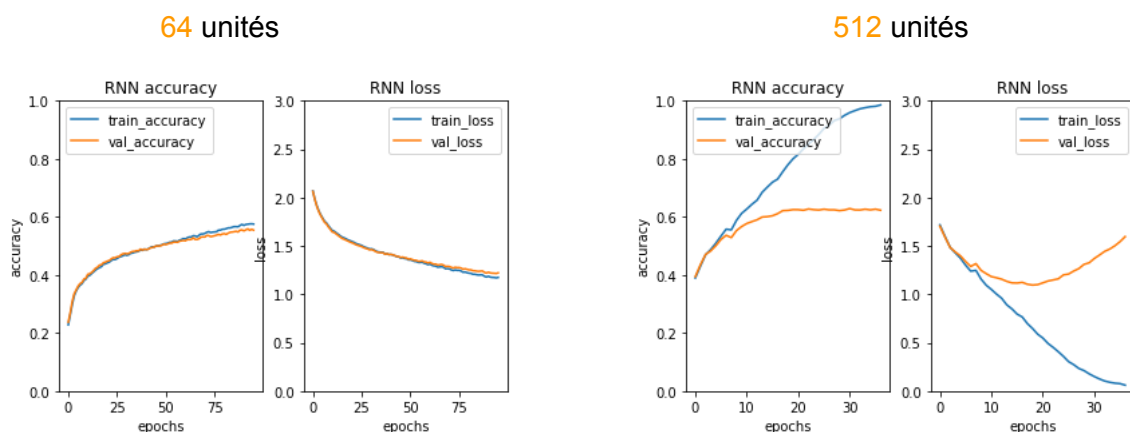 64 unités
RNN accuracy
train_accuracy
val_accuracy
accuracy
1.0
0.8
0.6
0.4
0.2
0.0
0 25 50 75
epochs
RNN loss
train_loss
val_loss
loss
3.0
2.5
2.0
1.5
1.0
0.5
0.0
0 25 50 75
epochs
512 unités
RNN accuracy
train_accuracy
val_accuracy
accuracy
1.0
0.8
0.6
0.4
0.2
0.0
0 10 20 30
epochs
RNN loss
train_loss
val_loss
loss
3.0
2.5
2.0
1.5
1.0
0.5
0.0
0 10 20 30
epochs